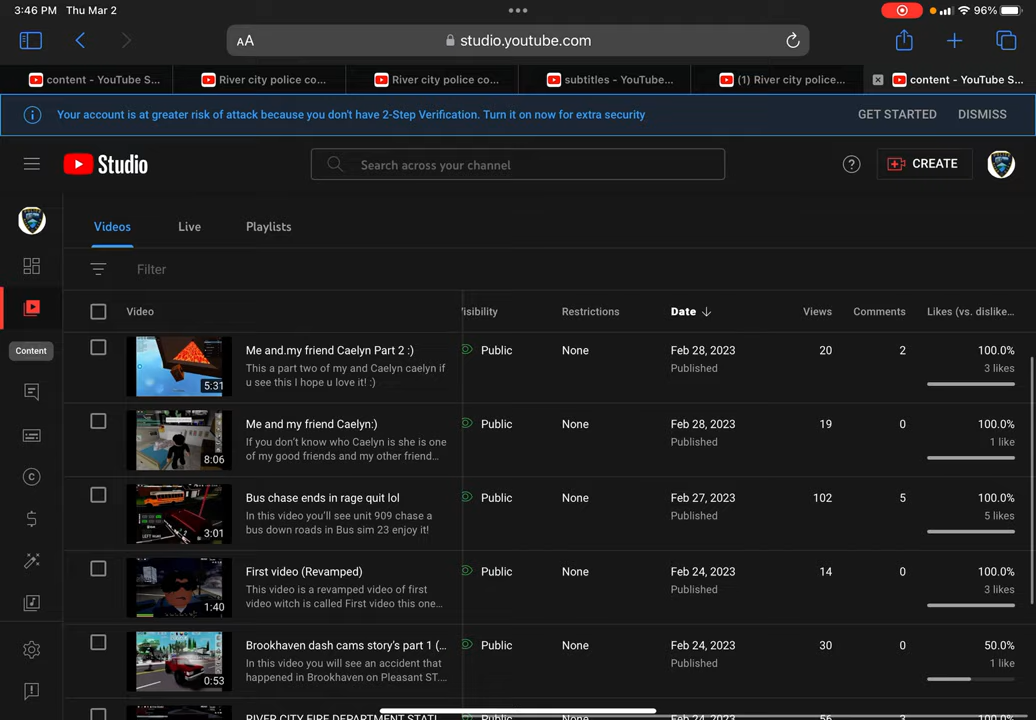 3:46 PM Thu Mar 2
96%
AA studio.youtube.com
content - YouTube S...
River city police co...
River city police co...
subtitles - YouTube...
(1) River city police...
content - YouTube S...
Your account is at greater risk of attack because you don't have 2-Step Verification. Turn it on now for extra security
GET STARTED DISMISS
Studio
Search across your channel
CREATE
Videos Live Playlists
Filter
Video isibility Restrictions Date Views Comments Likes (vs. dislike...
Content
Me and.my friend Caelyn Part 2 :)
This a part two of my and Caelyn caelyn if
u see this I hope u love it! :)
5:31
Public None Feb 28, 2023 20 2 100.0%
Published 3 likes
Me and my friend Caelyn:)
If you don't know who Caelyn is she is one
of my good friends and my other friend...
8:06
Public None Feb 28, 2023 19 0 100.0%
Published 1 like
Bus chase ends in rage quit lol
In this video you'll see unit 909 chase a
bus down roads in Bus sim 23 enjoy it!
3:01
Public None Feb 27, 2023 102 5 100.0%
Published 5 likes
First video (Revamped)
This video is a revamped video of first
video witch is called First video this one...
1:40
Public None Feb 24, 2023 14 0 100.0%
Published 3 likes
Brookhaven dash cams story's part 1 (...
In this video you will see an accident that
happened in Brookhaven on Pleasant ST....
0:53
Public None Feb 24, 2023 30 0 50.0%
Published 1 like
RIVER CITY FIRE DEPARTMENT STATI...
Public None Feb